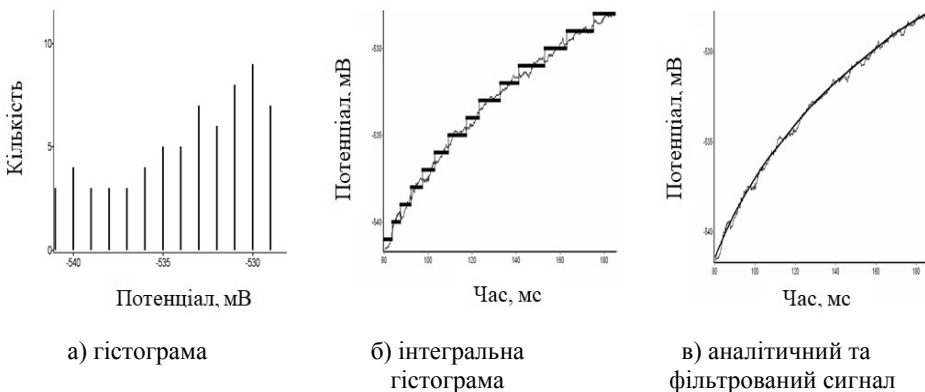 Кількість
10
5
0
-540
-535
-530
Потенціал, мВ
а) гістограма
Потенціал, мВ
-530
-535
-540
80
100
120
140
160
180
Час, мс
б) інтегральна
гістограма
Потенціал, мВ
-530
-535
-540
80
100
120
140
160
180
Час, мс
в) аналітичний та
фільтрований сигнал